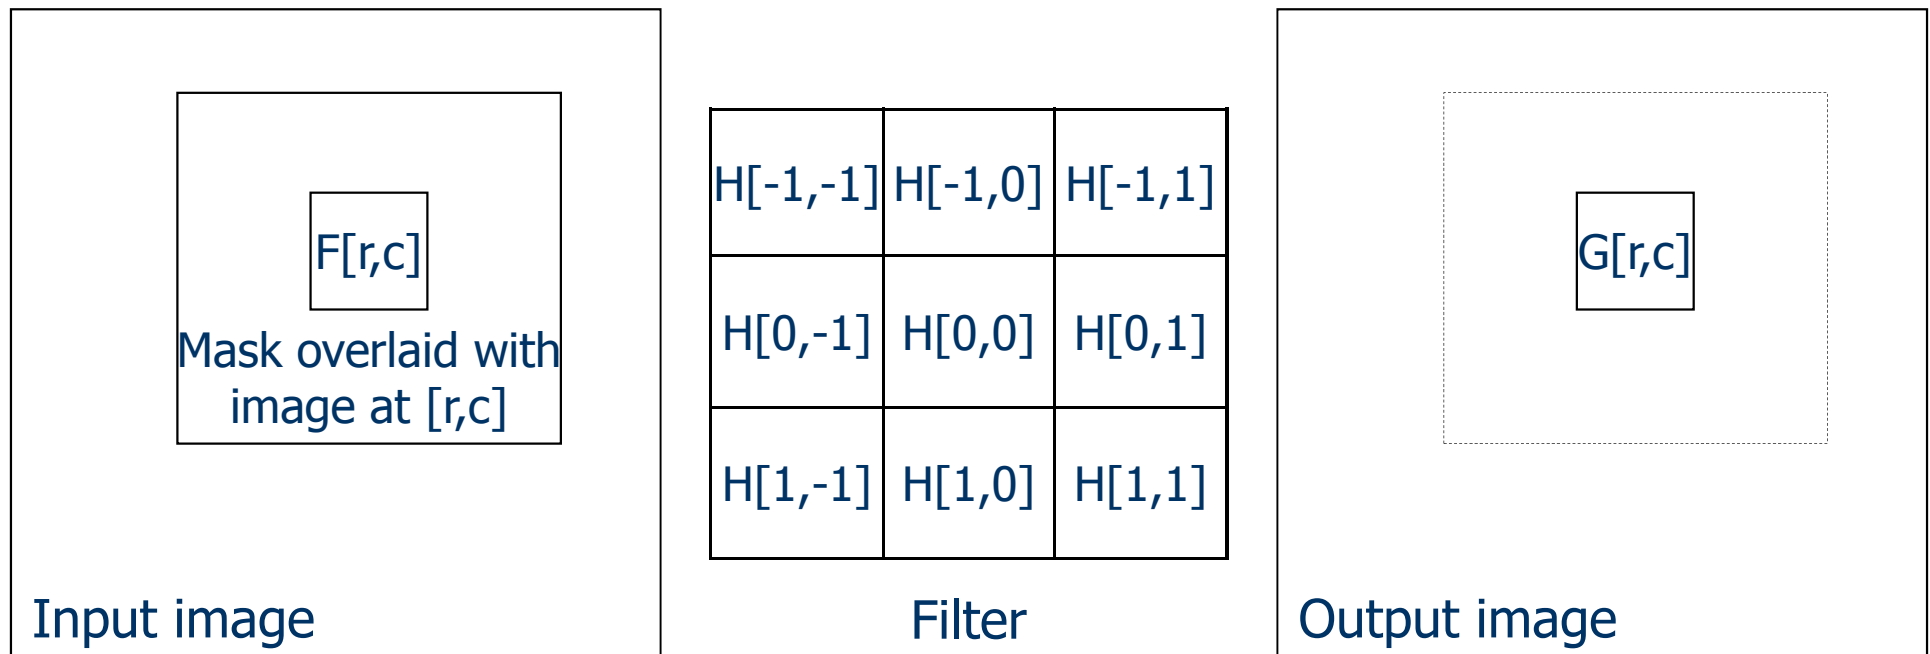 F[r,c]
Mask overlaid with
image at [r,c]
Input image
H[-1,-1] H[-1,0] H[-1,1]
H[0,-1] H[0,0] H[0,1]
H[1,-1] H[1,0] H[1,1]
Filter
G[r,c]
Output image